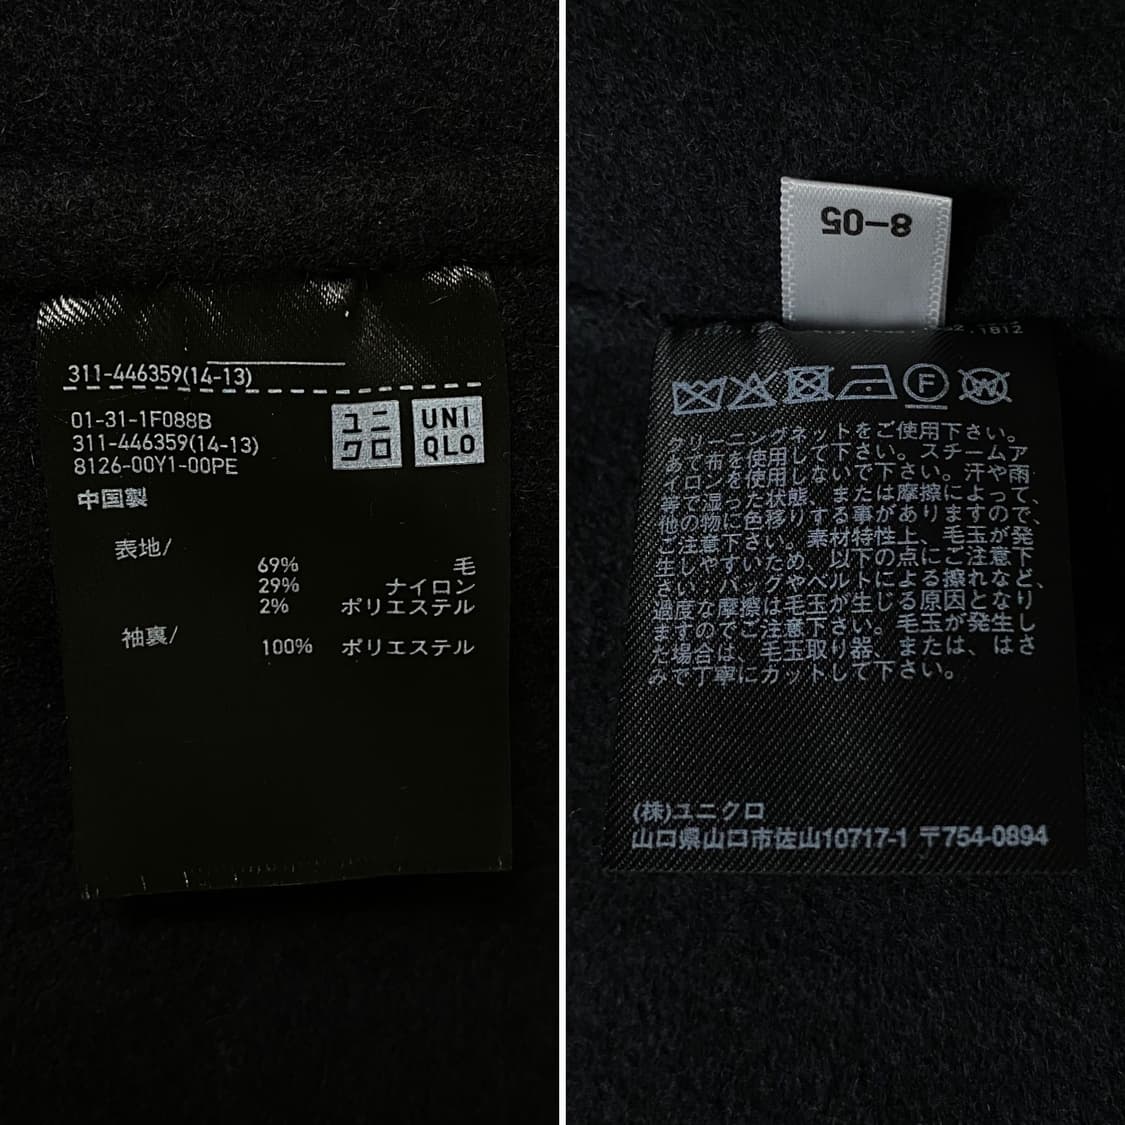 311-446359(14-13)
01-31-1F088B
311-446359(14-13)
8126-00Y1-00PE
中国製
ユニ
クロ
UNI
QLO
表地/
69% 毛
29% ナイロン
2% ポリエステル
袖裏/
100% ポリエステル
8-05
1812
F
W
クリーニングネットをご使用下さい。
あて布を使用して下さい。スチームア
イロンを使用しないで下さい。汗や雨
等で湿った状態、または摩擦によって、
他の物に色移りする事がありますので、
ご注意下さい。素材特性上、毛玉が発
生しやすいため、以下の点にご注意下
さい。バッグやベルトによる擦れなど、
過度な摩擦は毛玉が生じる原因となり
ますのでご注意下さい。毛玉が発生し
た場合は、毛玉取り器、または、はさ
みで丁寧にカットして下さい。
(株)ユニクロ
山口県山口市佐山10717-1 〒754-0894